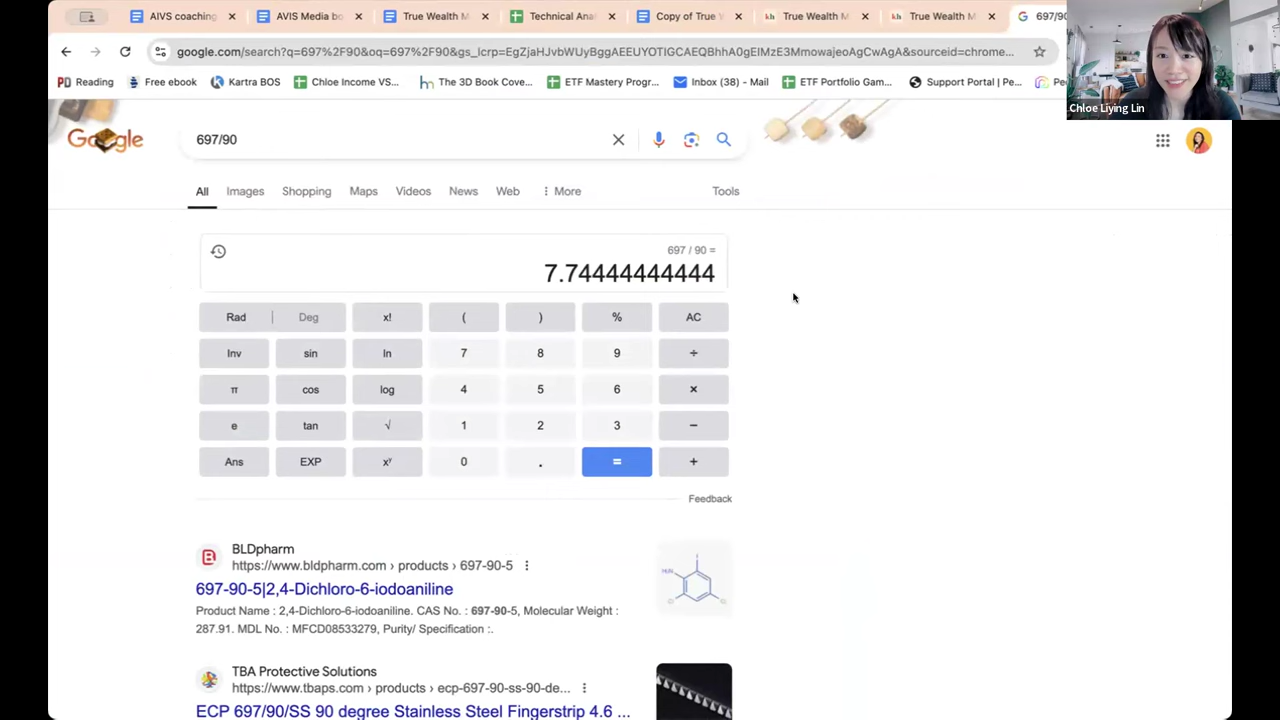 AIVS coaching
AVIS Media bo
True Wealth M
Technical Anal
Copy of True V
True Wealth M
True Wealth M
697/90
google.com/search?q=697%2F90&oq=697%2F90&gs_lcrp=EgZjaHJvbWUyBggAEEUYOTIGCAEQBhhA0gEIMzE3MmowajeoAgCwAgA&sourceid=chrome...
Reading
Free ebook
Kartra BOS
Chloe Income VS...
The 3D Book Cove...
ETF Mastery Progr...
Inbox (38) - Mail
ETF Portfolio Gam...
Support Portal | Pe...
Pe
Chloe Liying Lin
Google
697/90
All
Images
Shopping
Maps
Videos
News
Web
More
Tools
697 / 90 =
7.74444444444
Rad | Deg x! ( ) % AC
Inv sin ln 7 8 9 ÷
π cos log 4 5 6 ×
e tan √ 1 2 3 −
Ans EXP xʸ 0 . = +
Feedback
BLDpharm
https://www.bldpharm.com › products › 697-90-5
697-90-5|2,4-Dichloro-6-iodoaniline
Product Name : 2,4-Dichloro-6-iodoaniline. CAS No. : 697-90-5, Molecular Weight :
287.91. MDL No. : MFCD08533279, Purity/ Specification :.
TBA Protective Solutions
https://www.tbaps.com › products › ecp-697-90-ss-90-de...
ECP 697/90/SS 90 degree Stainless Steel Fingerstrip 4.6 ...